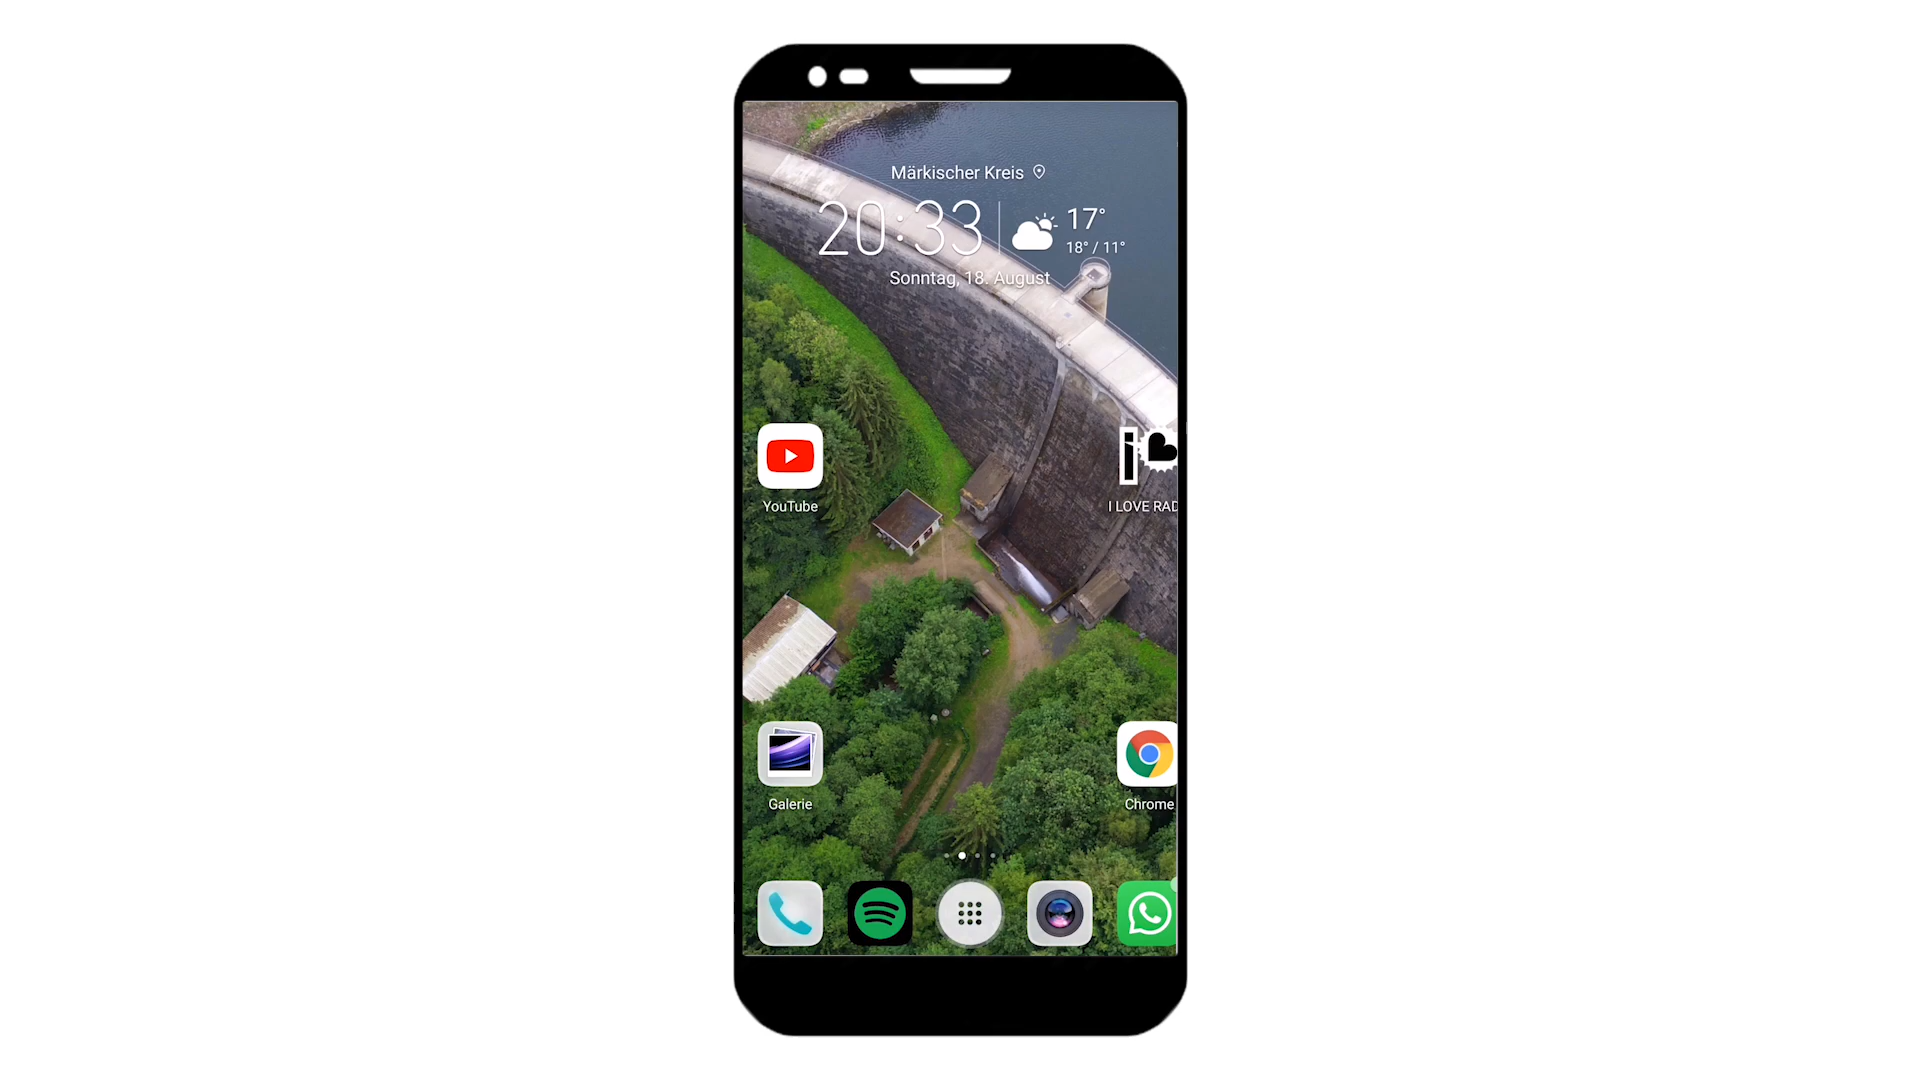 Märkischer Kreis
20:33
17°
18° / 11°
Sonntag, 18. August
YouTube
I LOVE RAD
Galerie
Chrome